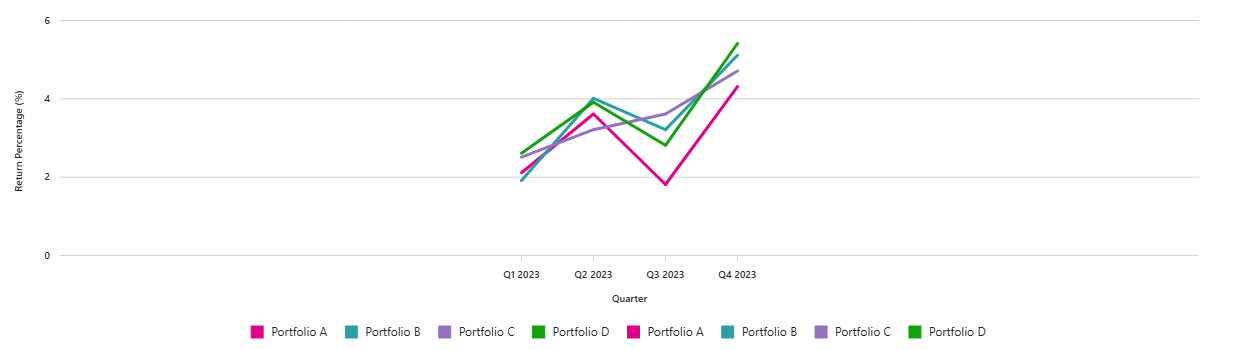 6
4
2
0
Return Percentage (%)
Q1 2023 Q2 2023 Q3 2023 Q4 2023
Quarter
Portfolio A Portfolio B Portfolio C Portfolio D Portfolio A Portfolio B Portfolio C Portfolio D